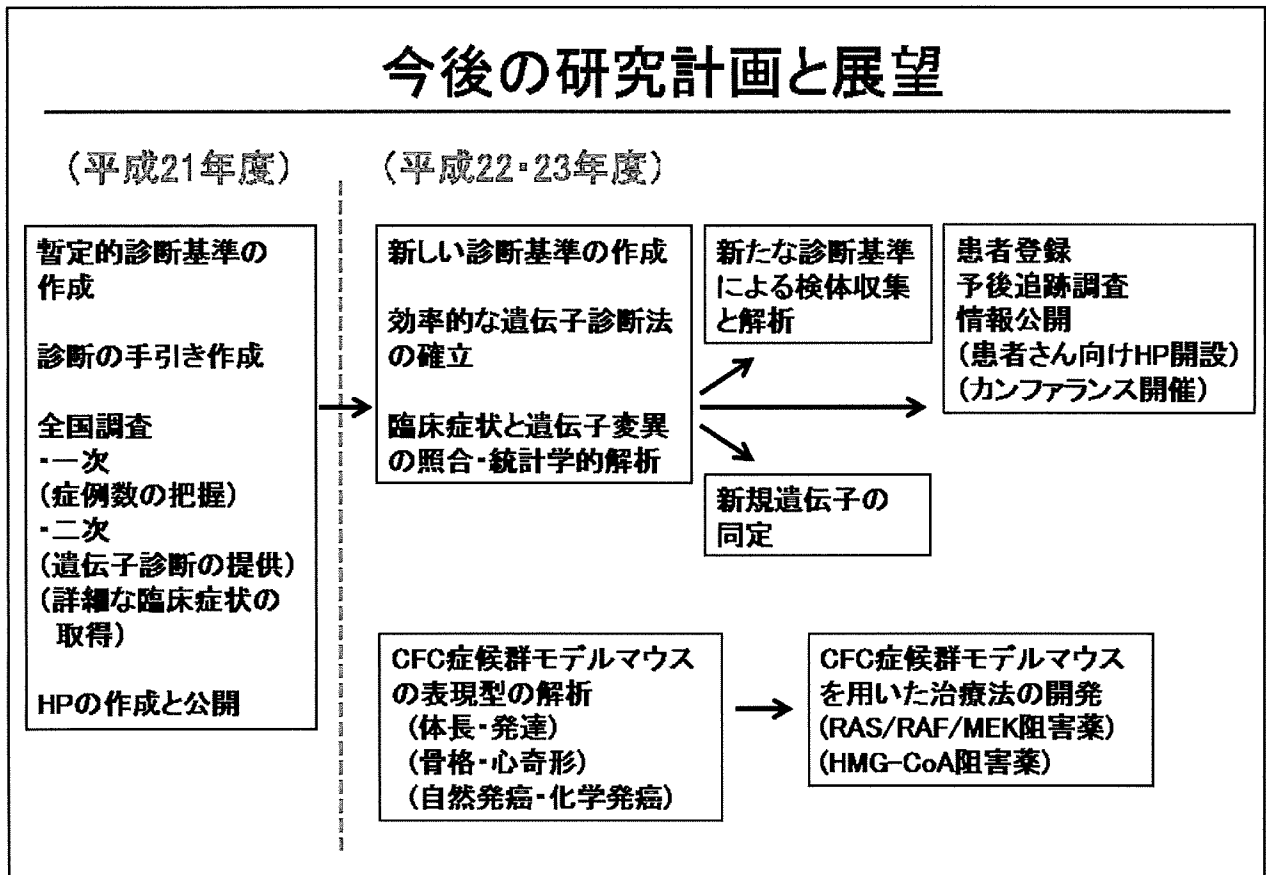 今後の研究計画と展望
(平成21年度)
(平成22・23年度)
暫定的診断基準の
作成
診断の手引き作成
全国調査
・一次
(症例数の把握)
・二次
(遺伝子診断の提供)
(詳細な臨床症状の
取得)
HPの作成と公開
新しい診断基準の作成
効率的な遺伝子診断法
の確立
臨床症状と遺伝子変異
の照合・統計学的解析
新たな診断基準
による検体収集
と解析
新規遺伝子の
同定
患者登録
予後追跡調査
情報公開
(患者さん向けHP開設)
(カンファランス開催)
CFC症候群モデルマウス
の表現型の解析
(体長・発達)
(骨格・心奇形)
(自然発癌・化学発癌)
CFC症候群モデルマウス
を用いた治療法の開発
(RAS/RAF/MEK阻害薬)
(HMG-CoA阻害薬)